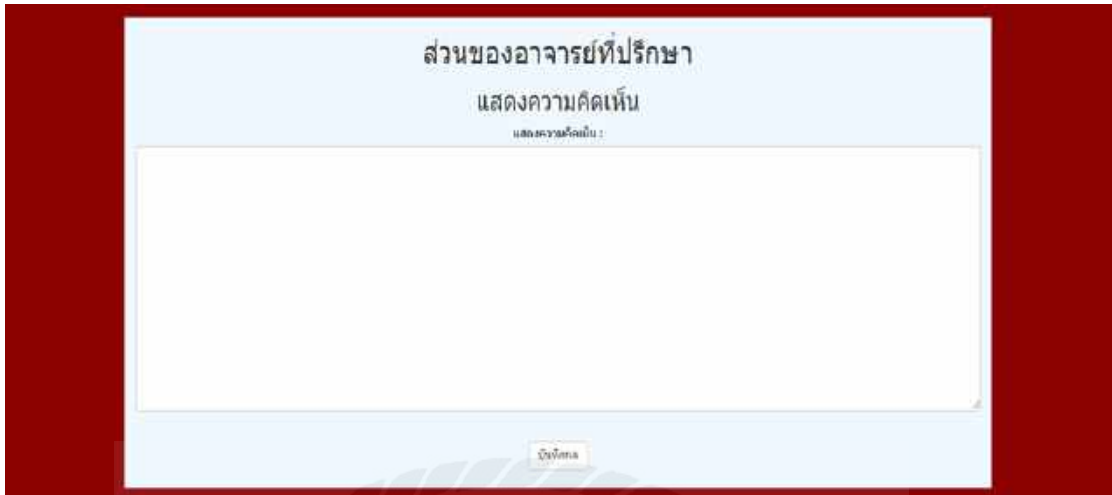 ส่วนของอาจารย์ที่ปรึกษา
แสดงความคิดเห็น
แสดงความคิดเห็น :
บันทึกผล